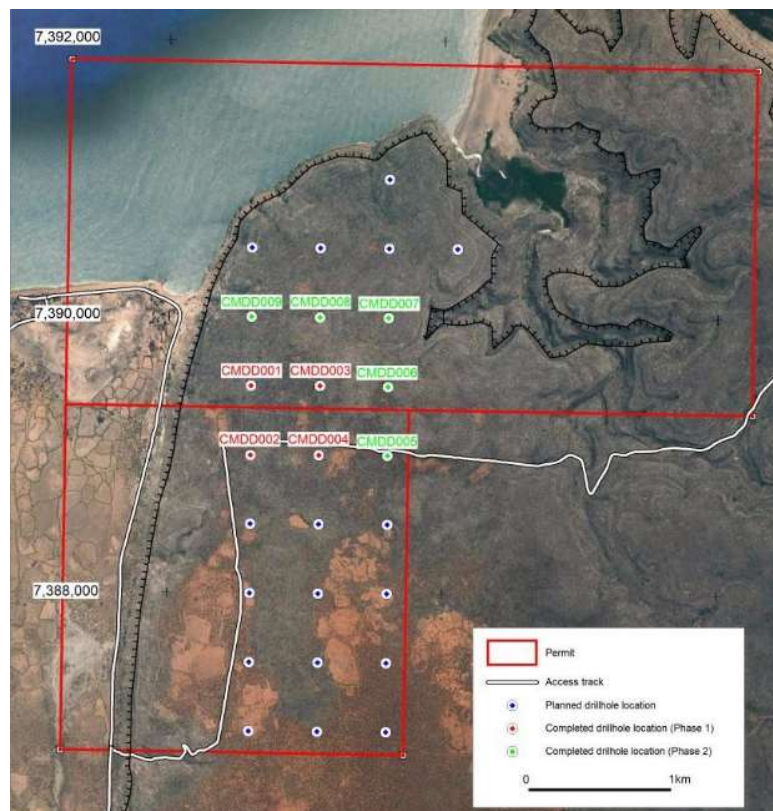 7,392,000
CMDD009 CMDD008 CMDD007
7,390,000
CMDD001 CMDD003 CMDD006
CMDD002 CMDD004 CMDD005
7,388,000
Permit
Access track
Planned drillhole location
Completed drillhole location (Phase 1)
Completed drillhole location (Phase 2)
0 1km